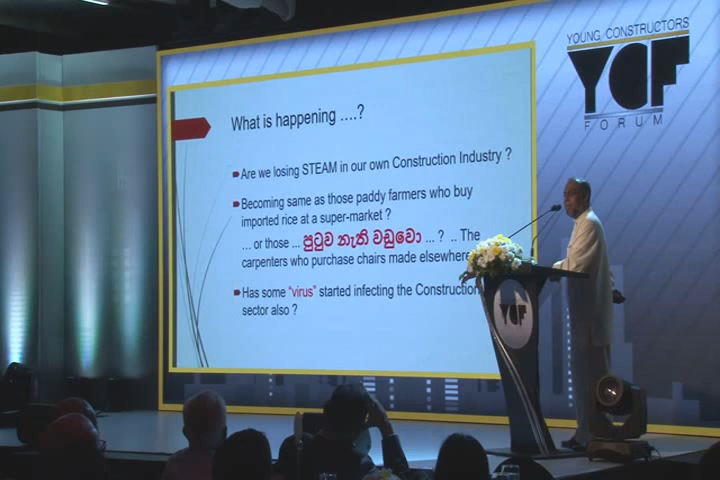 YOUNG CONSTRUCTORS
YCF
FORUM
What is happening ....?
Are we losing STEAM in our own Construction Industry ?
Becoming same as those paddy farmers who buy
imported rice at a super-market ?
... or those ... පුටුව නැති වඩුවො ... ? .. The
carpenters who purchase chairs made elsewhere
Has some “virus” started infecting the Construction
sector also ?
YCF